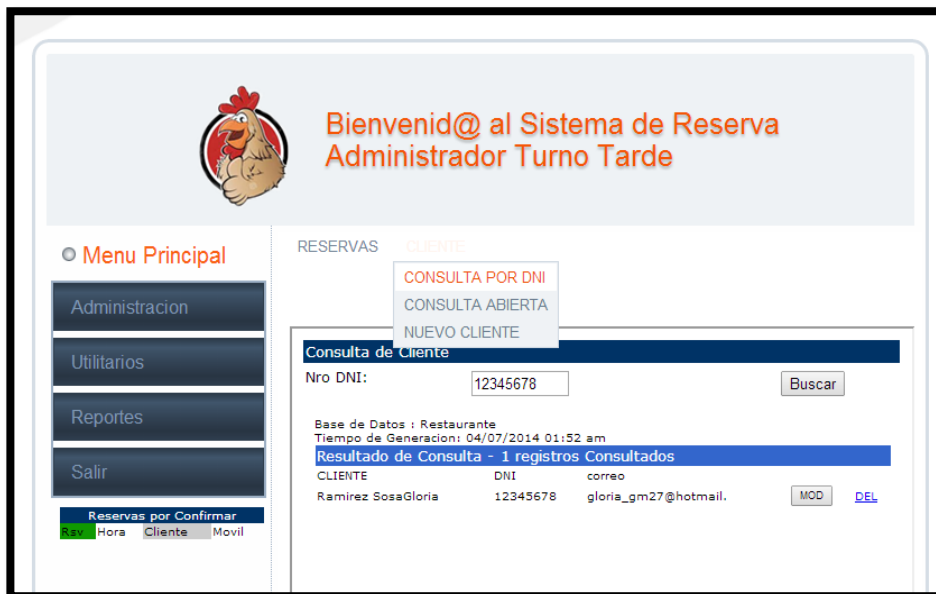 Bienvenid@ al Sistema de Reserva
Administrador Turno Tarde
Menu Principal
Administracion
Utilitarios
Reportes
Salir
Reservas por Confirmar
Rsv Hora Cliente Movil
RESERVAS CLIENTE
CONSULTA POR DNI
CONSULTA ABIERTA
NUEVO CLIENTE
Consulta de Cliente
Nro DNI: 12345678 Buscar
Base de Datos : Restaurante
Tiempo de Generacion: 04/07/2014 01:52 am
Resultado de Consulta - 1 registros Consultados
CLIENTE DNI correo
Ramirez SosaGloria 12345678 gloria_gm27@hotmail. MOD DEL